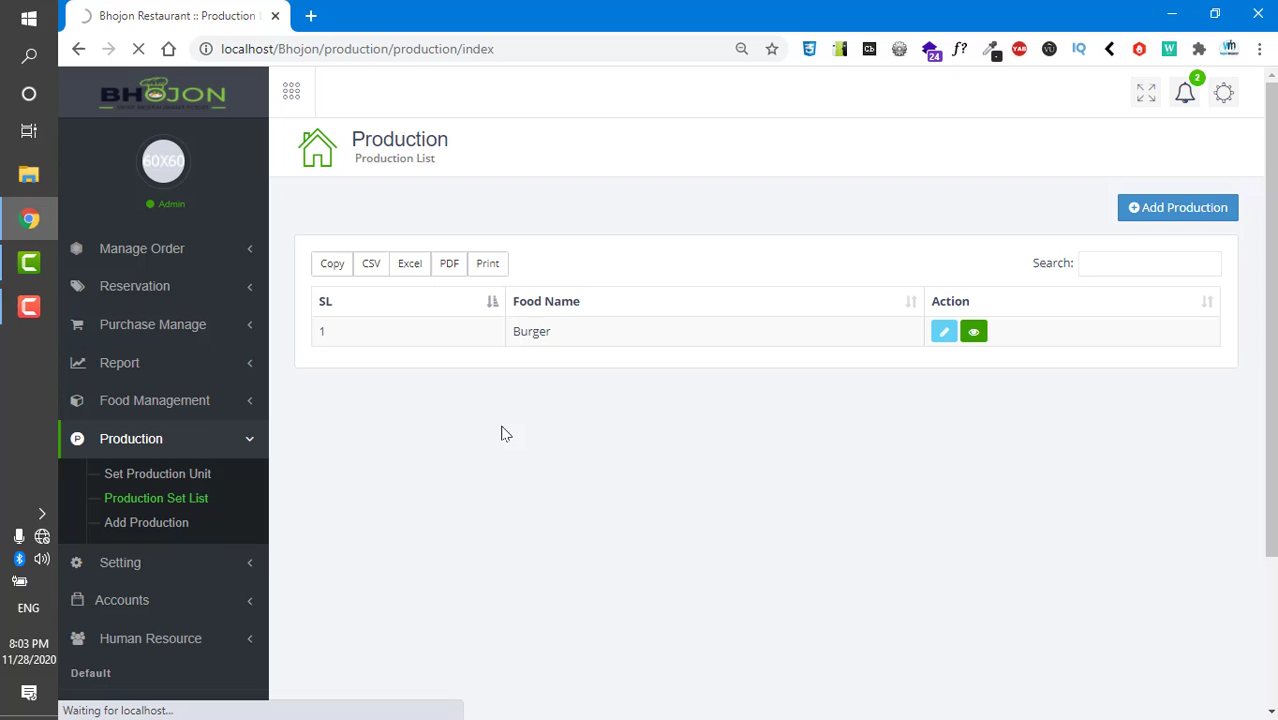 Bhojon Restaurant :: Production
localhost/Bhojon/production/production/index
24
BHOJON
60X60
Admin
2
Production
Production List
Add Production
Manage Order
Reservation
Purchase Manage
Report
Food Management
Production
Set Production Unit
Production Set List
Add Production
Setting
Accounts
Human Resource
Default
Copy
CSV
Excel
PDF
Print
Search:
SL
Food Name
Action
1
Burger
ENG
8:03 PM
11/28/2020
Waiting for localhost...